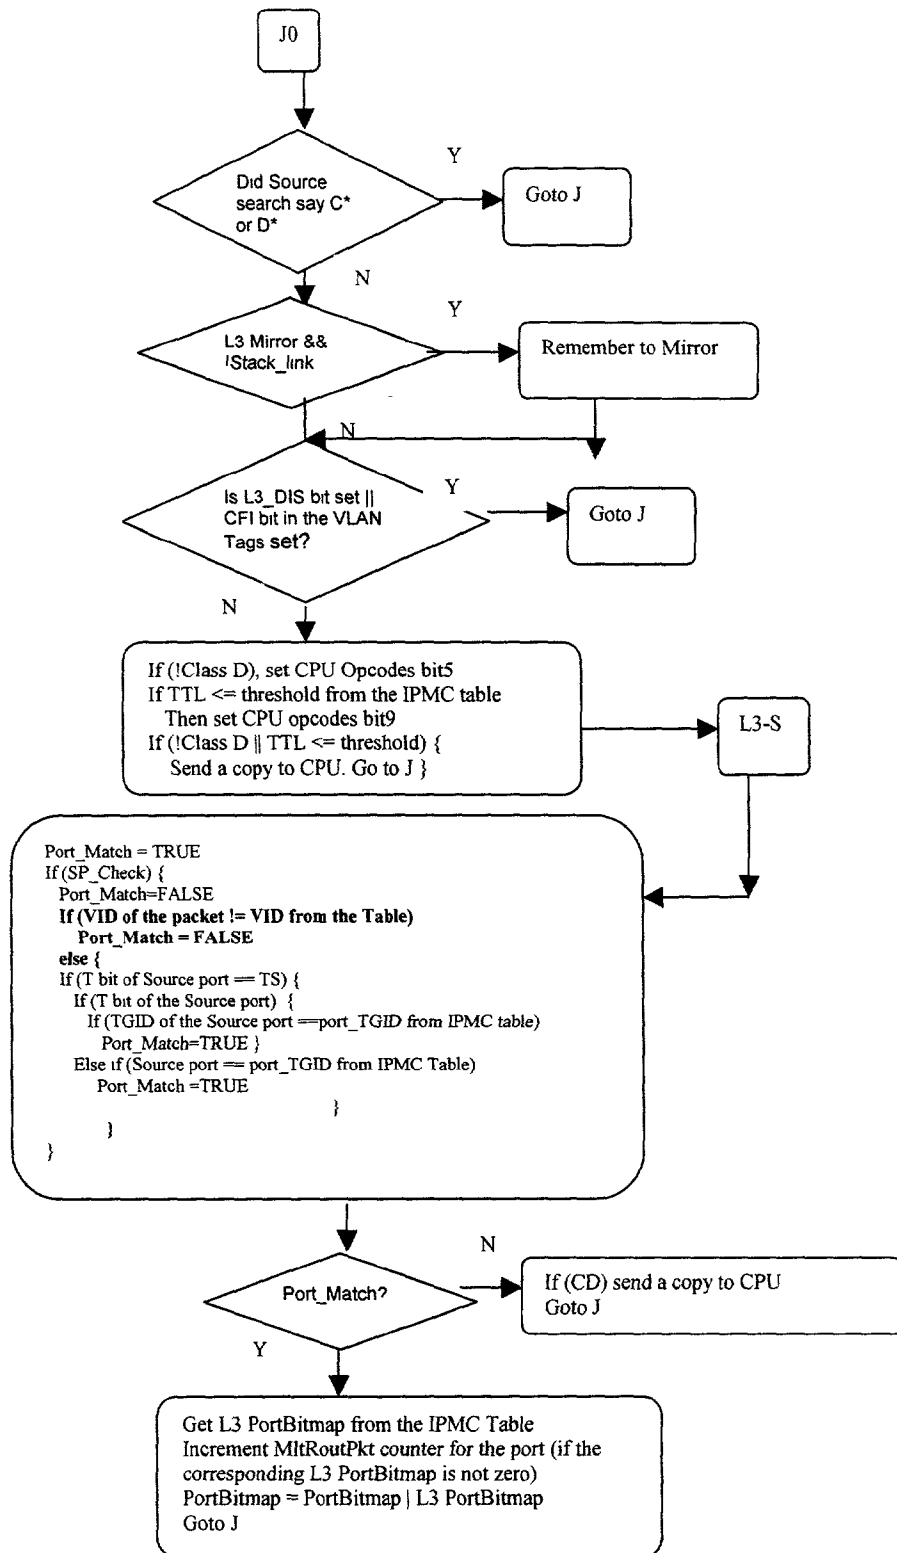 J0
Did Source
search say C*
or D*
Y
Goto J
N
L3 Mirror &&
!Stack_link
Y
Remember to Mirror
N
Is L3_DIS bit set ||
CFI bit in the VLAN
Tags set?
Y
Goto J
N
If (!Class D), set CPU Opcodes bit5
If TTL <= threshold from the IPMC table
Then set CPU opcodes bit9
If (!Class D || TTL <= threshold) {
Send a copy to CPU. Go to J }
L3-S
Port_Match = TRUE
If (SP_Check) {
Port_Match=FALSE
If (VID of the packet != VID from the Table)
Port_Match = FALSE
else {
If (T bit of Source port == TS) {
If (T bit of the Source port) {
If (TGID of the Source port ==port_TGID from IPMC table)
Port_Match=TRUE }
Else if (Source port == port_TGID from IPMC Table)
Port_Match =TRUE
}
}
}
Port_Match?
N
If (CD) send a copy to CPU
Goto J
Y
Get L3 PortBitmap from the IPMC Table
Increment MltRoutPkt counter for the port (if the
corresponding L3 PortBitmap is not zero)
PortBitmap = PortBitmap | L3 PortBitmap
Goto J